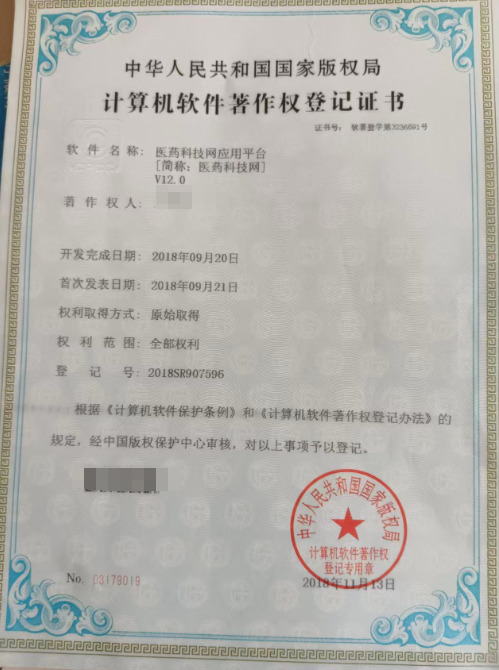 中华人民共和国国家版权局
计算机软件著作权登记证书
证书号: 软著登字第3236591号
软件名称: 医药科技网应用平台
[简称: 医药科技网]
V12.0
著作权人:
开发完成日期: 2018年09月20日
首次发表日期: 2018年09月21日
权利取得方式: 原始取得
权利范围: 全部权利
登记号: 2018SR907596
根据《计算机软件保护条例》和《计算机软件著作权登记办法》的
规定, 经中国版权保护中心审核, 对以上事项予以登记。
中华人民共和国国家版权局
计算机软件著作权
登记专用章
No. 03179019
2018年11月13日